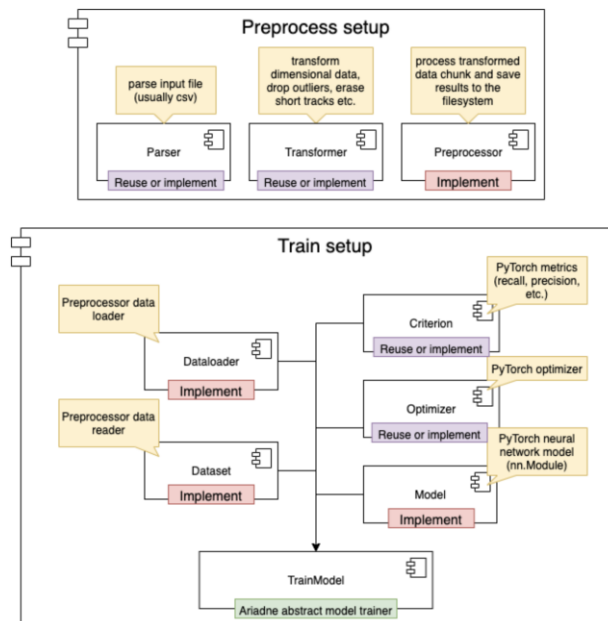 Preprocess setup
parse input file
(usually csv)
transform
dimensional data,
drop outliers, erase
short tracks etc.
process transformed
data chunk and save
results to the
filesystem
Parser
Reuse or implement
Transformer
Reuse or implement
Preprocessor
Implement
Train setup
Preprocessor data
loader
Dataloader
Implement
PyTorch metrics
(recall, precision,
etc.)
Criterion
Reuse or implement
PyTorch optimizer
Optimizer
Reuse or implement
Preprocessor data
reader
Dataset
Implement
PyTorch neural
network model
(nn.Module)
Model
Implement
TrainModel
Ariadne abstract model trainer